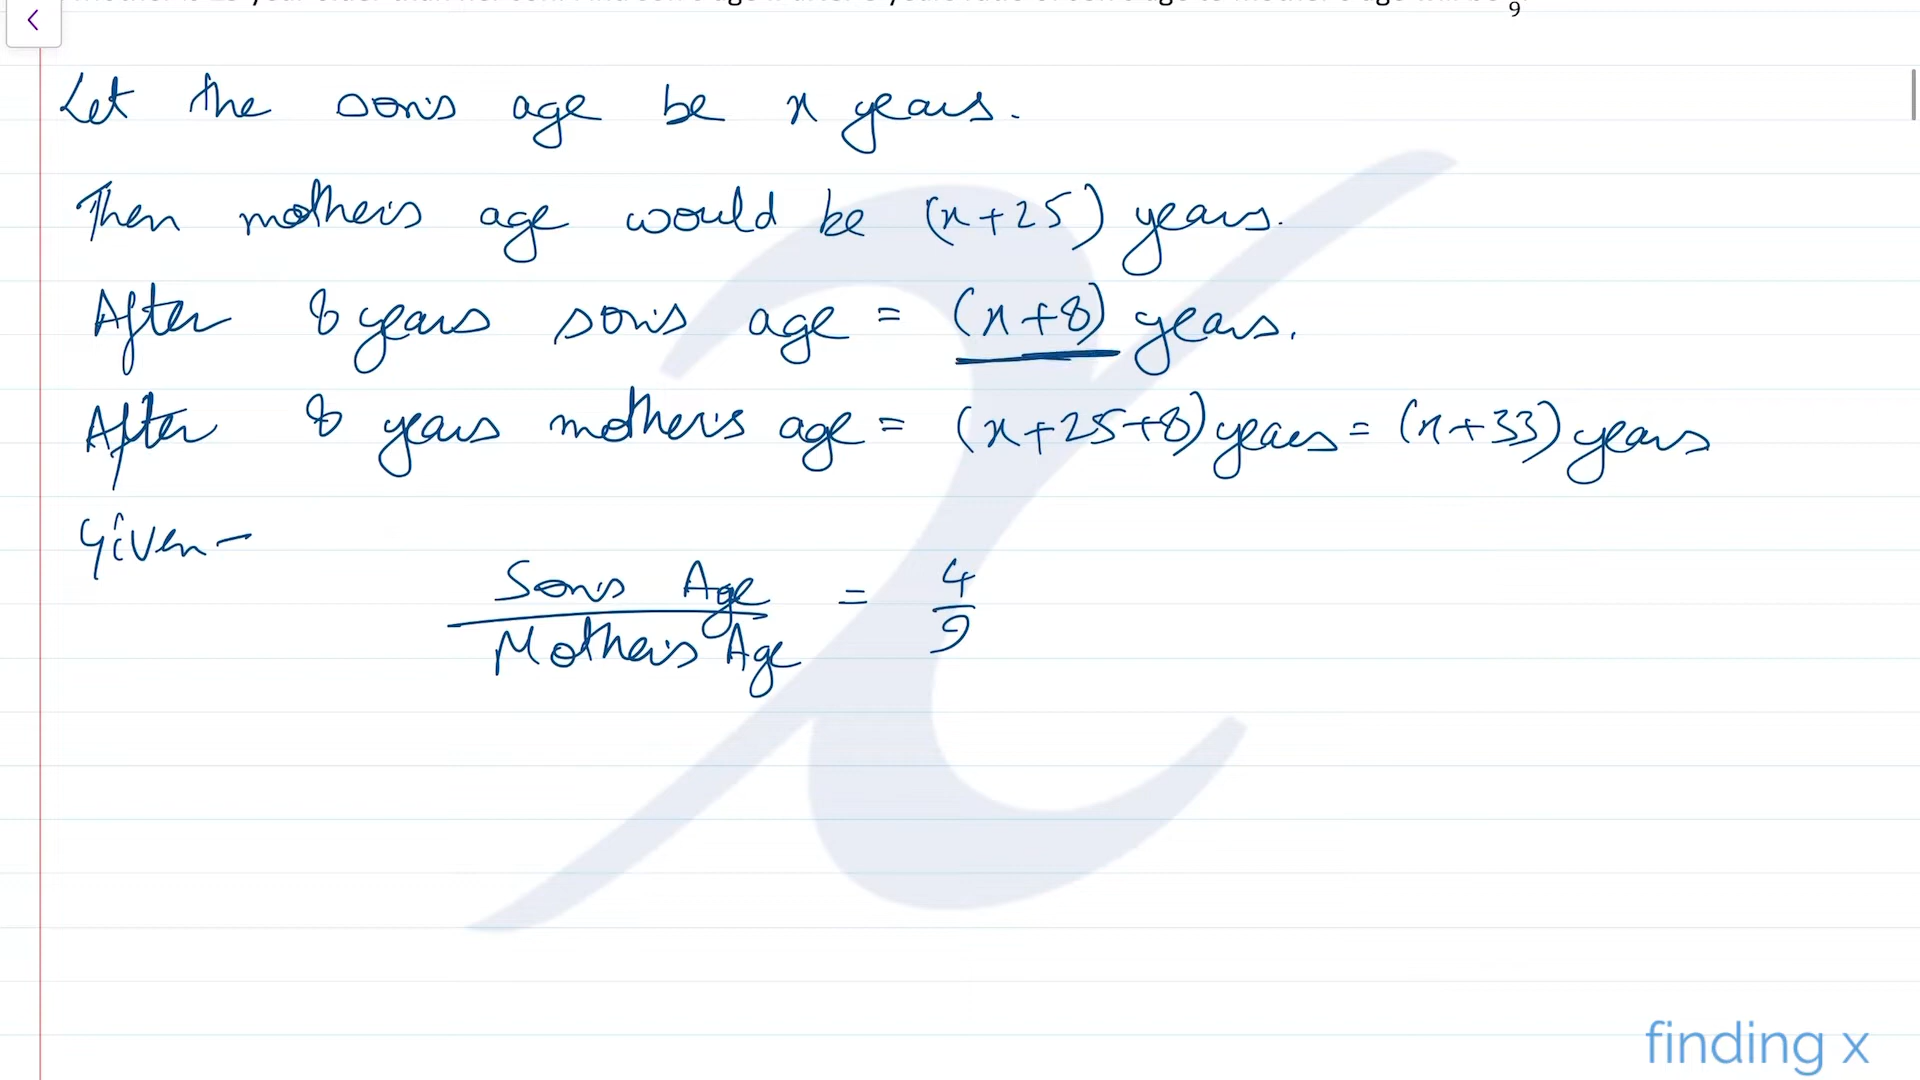 9
Let the son's age be x years.
Then mother's age would be (x+25) years.
After 8 years son's age = (x+8) years.
After 8 years mother's age = (x+25+8) years = (x+33) years
Given-
Son's Age / Mother's Age = 4/9
finding x